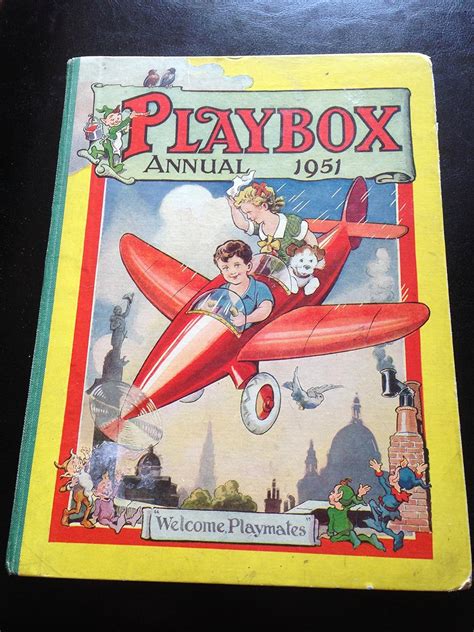 PLAYBOX
ANNUAL 1951
"Welcome, Playmates"